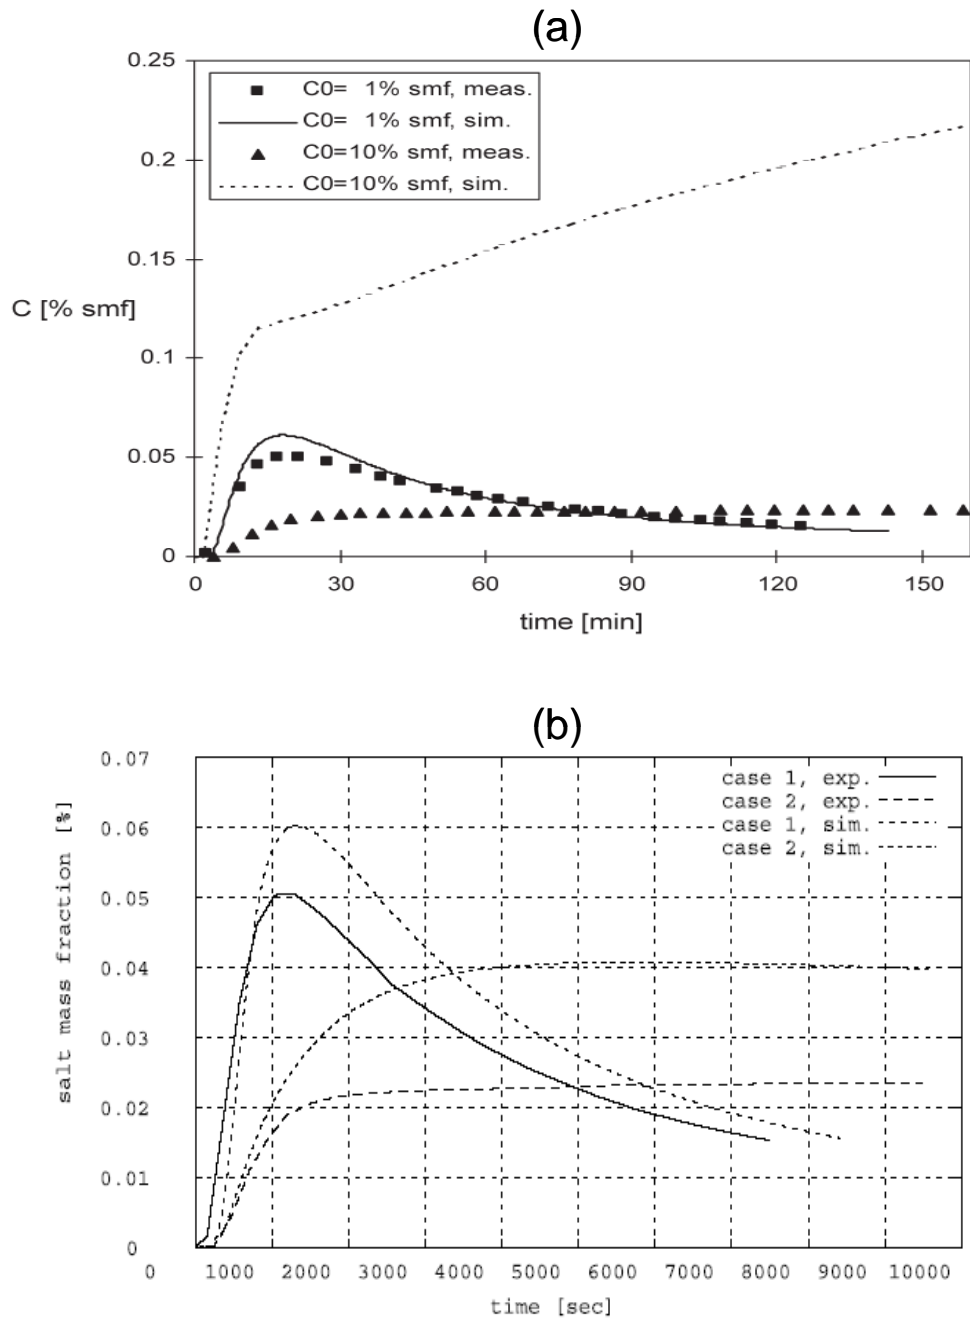 (a)
0.25
0.2
0.15
0.1
0.05
0
C [% smf]
C0= 1% smf, meas.
C0= 1% smf, sim.
C0=10% smf, meas.
C0=10% smf, sim.
0 30 60 90 120 150
time [min]
(b)
0.07
0.06
0.05
0.04
0.03
0.02
0.01
0
salt mass fraction [%]
case 1, exp.
case 2, exp.
case 1, sim.
case 2, sim.
0 1000 2000 3000 4000 5000 6000 7000 8000 9000 10000
time [sec]